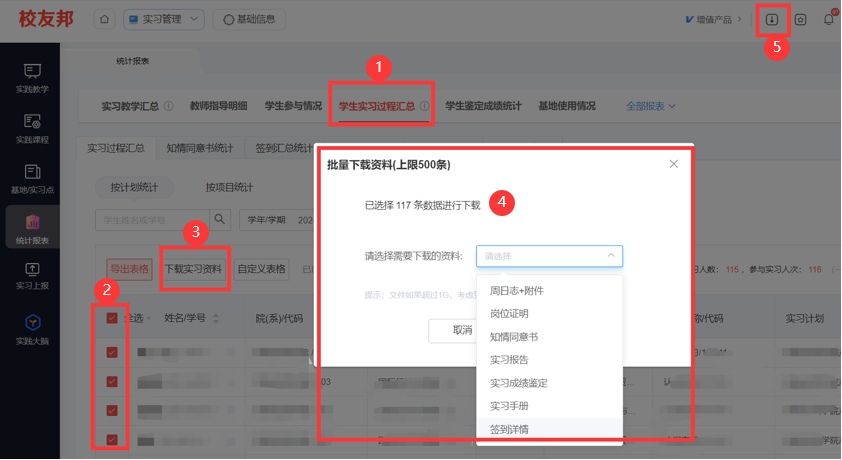 校友邦
实习管理
基础信息
增值产品
5
实践教学
实践课程
基地/实习点
统计报表
实习上报
实践大脑
统计报表
1
实习教学汇总
教师指导明细
学生参与情况
学生实习过程汇总
学生鉴定成绩统计
基地使用情况
全部报表
实习过程汇总
知情同意书统计
签到汇总统计
按计划统计
按项目统计
学生姓名或学号
学年/学期:
202
3
导出表格
下载实习资料
自定义表格
人数: 115 ，参与实习人次: 116
2
全选
姓名/学号
院(系)/代码
称/代码
实习计划
03
批量下载资料(上限500条)
已选择 117 条数据进行下载
4
请选择需要下载的资料:
请选择
提示：文件如果超过1G，考虑
取消
周日志+附件
岗位证明
知情同意书
实习报告
实习成绩鉴定
实习手册
签到详情